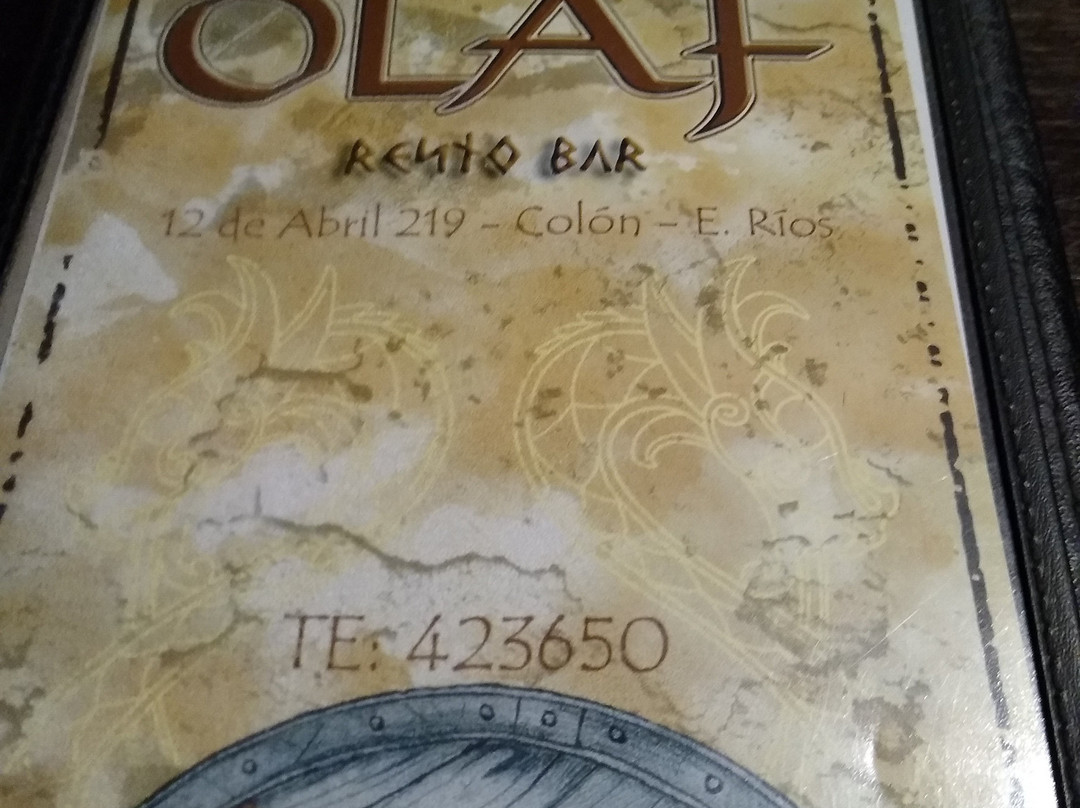 OLAF
RESTO BAR
12 de Abril 219 - Colón - E. Ríos
TE: 423650